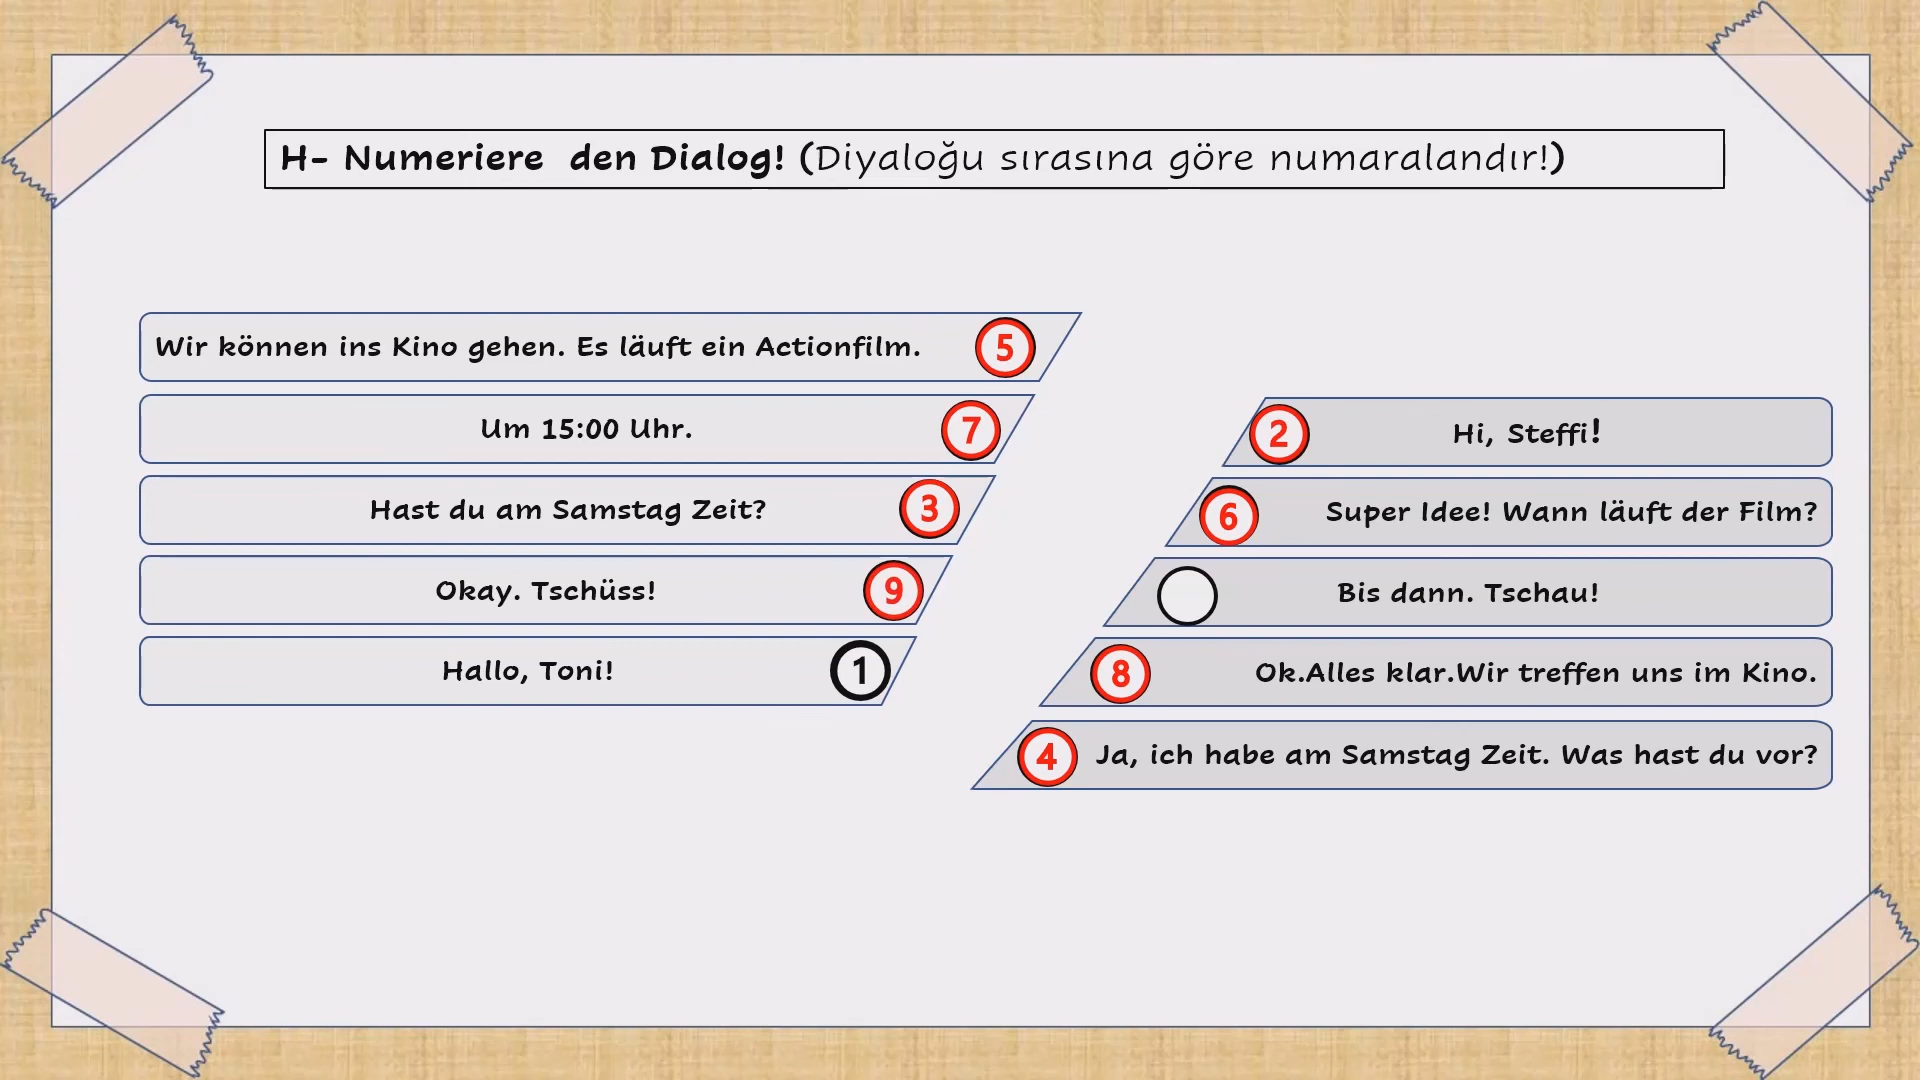 H- Numeriere den Dialog! (Diyaloğu sırasına göre numaralandır!)
Wir können ins Kino gehen. Es läuft ein Actionfilm. 5
Um 15:00 Uhr. 7
Hast du am Samstag Zeit? 3
Okay. Tschüss! 9
Hallo, Toni! 1
2 Hi, Steffi!
6 Super Idee! Wann läuft der Film?
Bis dann. Tschau!
8 Ok.Alles klar.Wir treffen uns im Kino.
4 Ja, ich habe am Samstag Zeit. Was hast du vor?